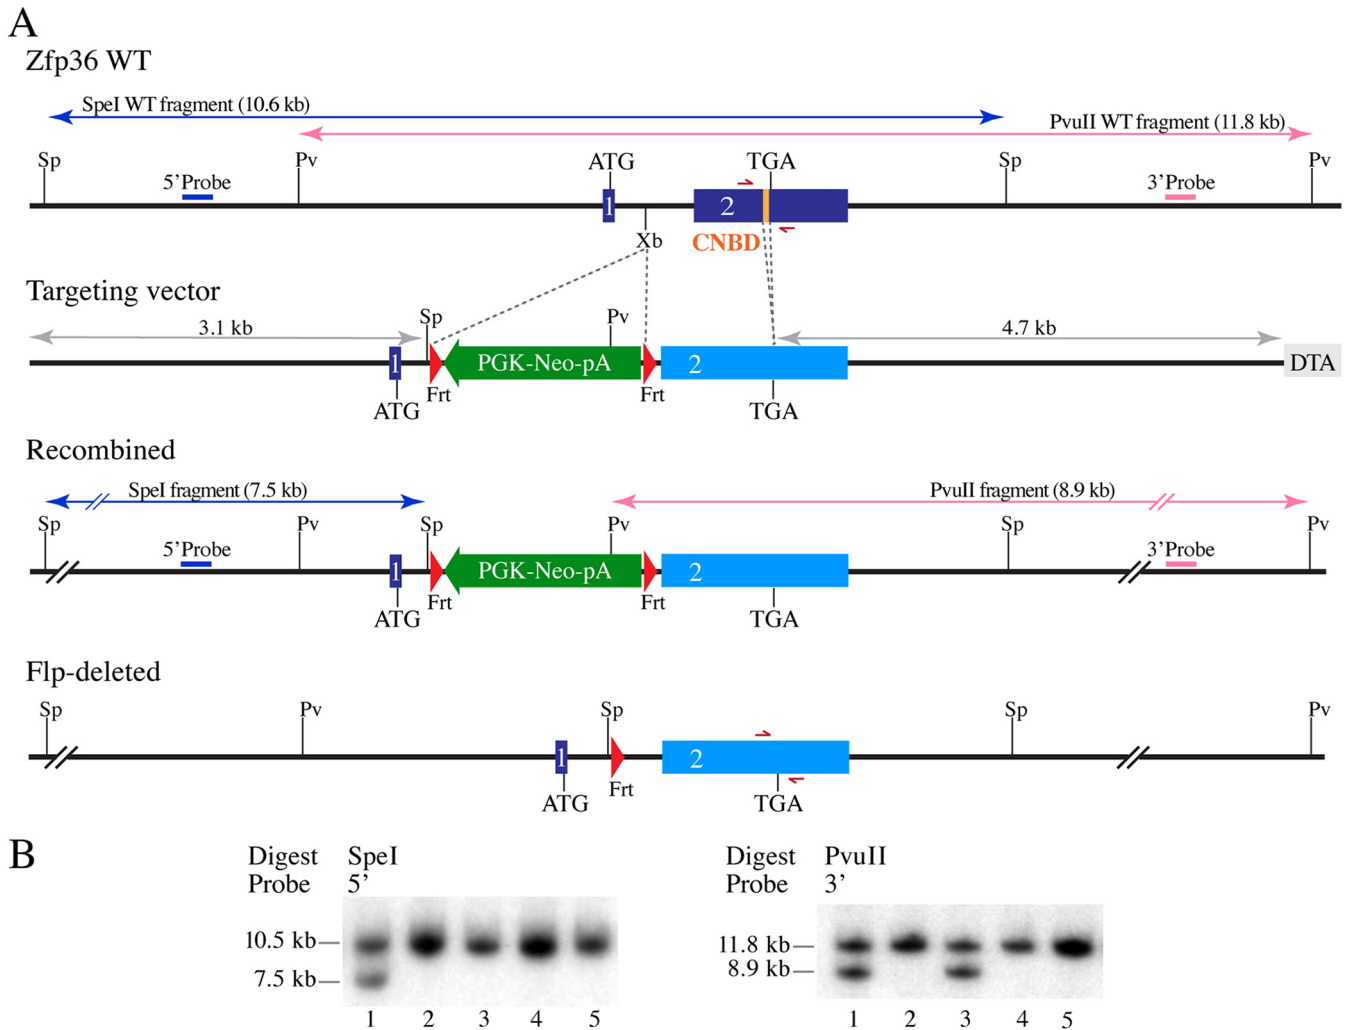 A
Zfp36 WT
SpeI WT fragment (10.6 kb)
PvuII WT fragment (11.8 kb)
Sp Pv ATG TGA Sp Pv
5’Probe 3’Probe
1 2
Xb CNBD
Targeting vector
3.1 kb Sp Pv 4.7 kb
1 PGK-Neo-pA 2 DTA
Frt Frt
ATG TGA
Recombined
SpeI fragment (7.5 kb) PvuII fragment (8.9 kb)
Sp Pv Sp Pv Sp Pv
5’Probe 3’Probe
1 PGK-Neo-pA 2
Frt Frt
ATG TGA
Flp-deleted
Sp Pv Sp Sp Pv
1 2
Frt
ATG TGA
B
Digest SpeI Digest PvuII
Probe 5’ Probe 3’
10.5 kb 11.8 kb
7.5 kb 8.9 kb
1 2 3 4 5 1 2 3 4 5